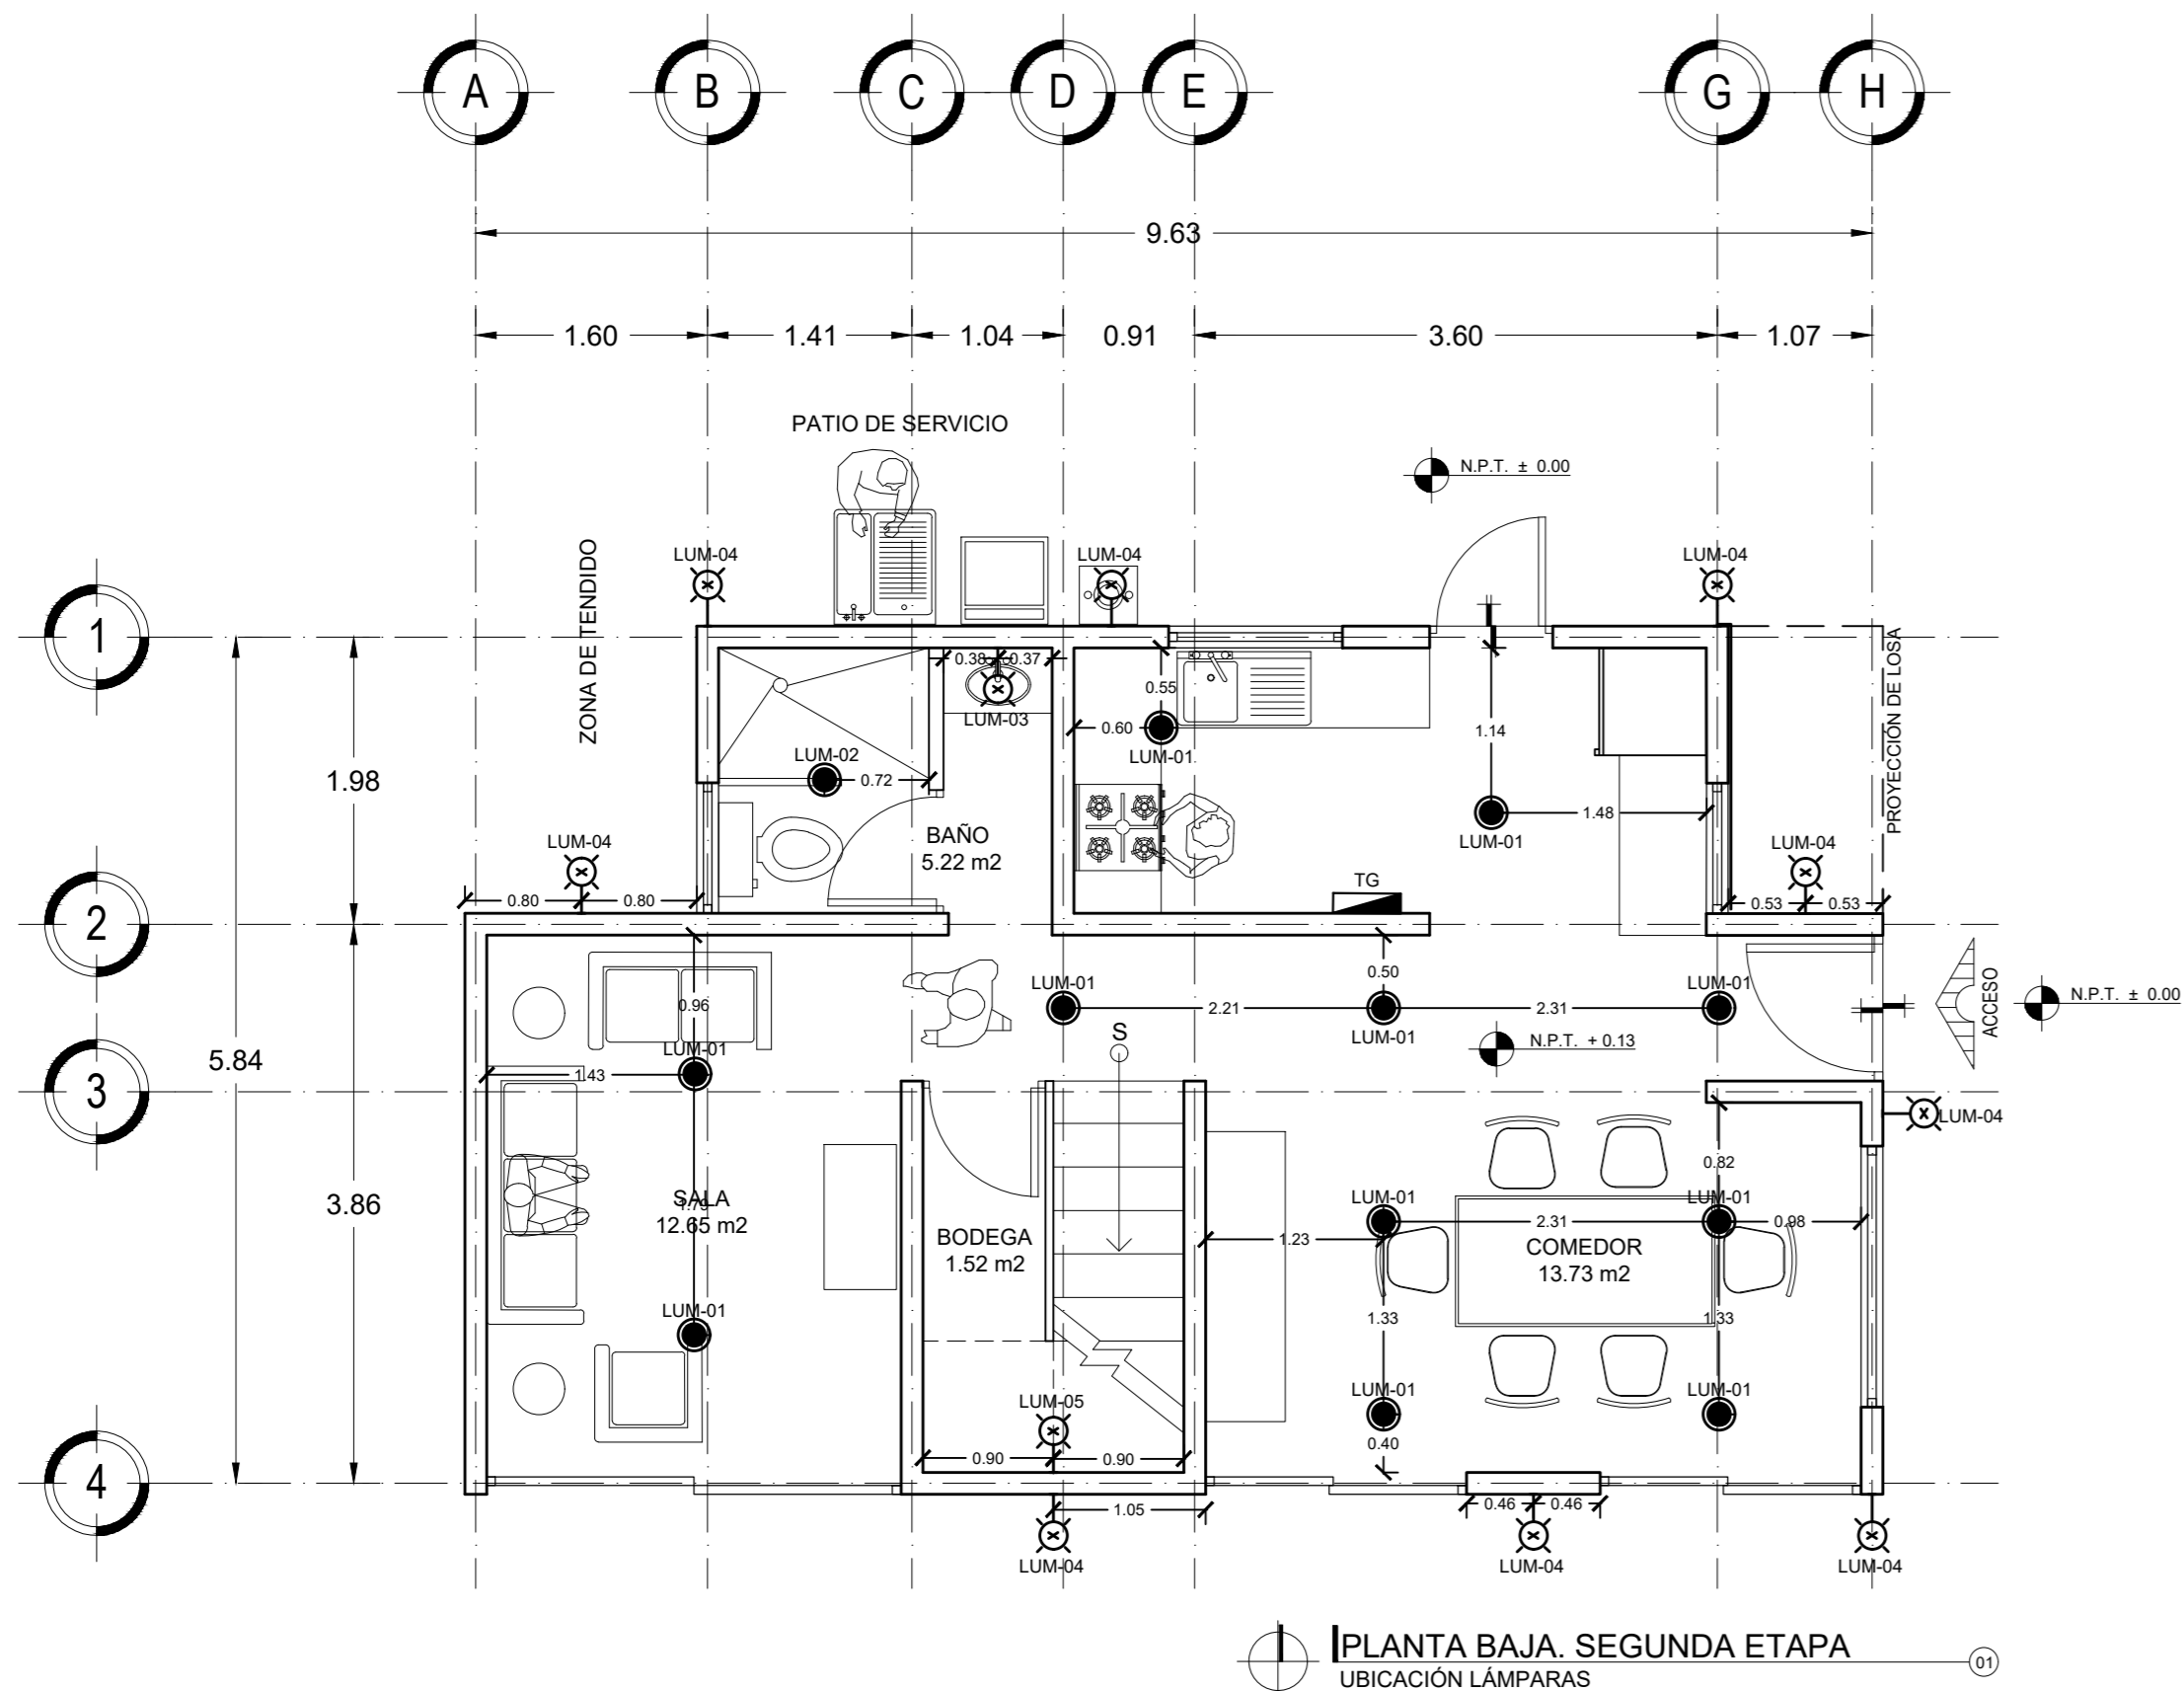 A B C D E G H
9.63
1.60 1.41 1.04 0.91 3.60 1.07
PATIO DE SERVICIO
N.P.T. ± 0.00
ZONA DE TENDIDO
LUM-04
LUM-04
LUM-04
1
0.38 0.37
0.55
PROYECCIÓN DE LOSA
LUM-03
0.60
LUM-01
1.14
LUM-02
0.72
1.98
1.48
LUM-01
BAÑO
5.22 m2
LUM-04
LUM-04
TG
0.80 0.80
0.53 0.53
2
0.50
LUM-01
LUM-01
0.96
2.21
2.31
LUM-01
ACCESO
N.P.T. ± 0.00
S
N.P.T. + 0.13
LUM-01
1.43
5.84
3
LUM-04
0.82
3.86
SALA
1.79
12.65 m2
LUM-01
LUM-01
2.31
0.98
BODEGA
1.52 m2
1.23
COMEDOR
13.73 m2
LUM-01
1.33
1.33
LUM-05
LUM-01
LUM-01
0.40
0.90 0.90
4
1.05
0.46 0.46
LUM-04
LUM-04
LUM-04
PLANTA BAJA. SEGUNDA ETAPA
01
UBICACIÓN LÁMPARAS